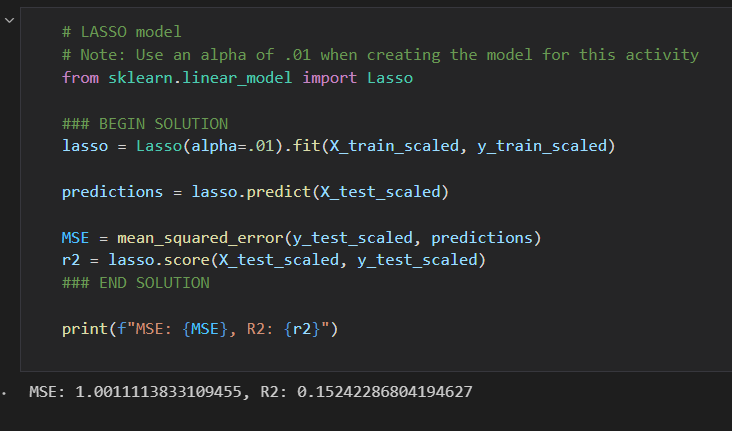 # LASSO model
# Note: Use an alpha of .01 when creating the model for this activity
from sklearn.linear_model import Lasso
### BEGIN SOLUTION
lasso = Lasso(alpha=.01).fit(X_train_scaled, y_train_scaled)
predictions = lasso.predict(X_test_scaled)
MSE = mean_squared_error(y_test_scaled, predictions)
r2 = lasso.score(X_test_scaled, y_test_scaled)
### END SOLUTION
print(f"MSE: {MSE}, R2: {r2}")
MSE: 1.0011113833109455, R2: 0.15242286804194627